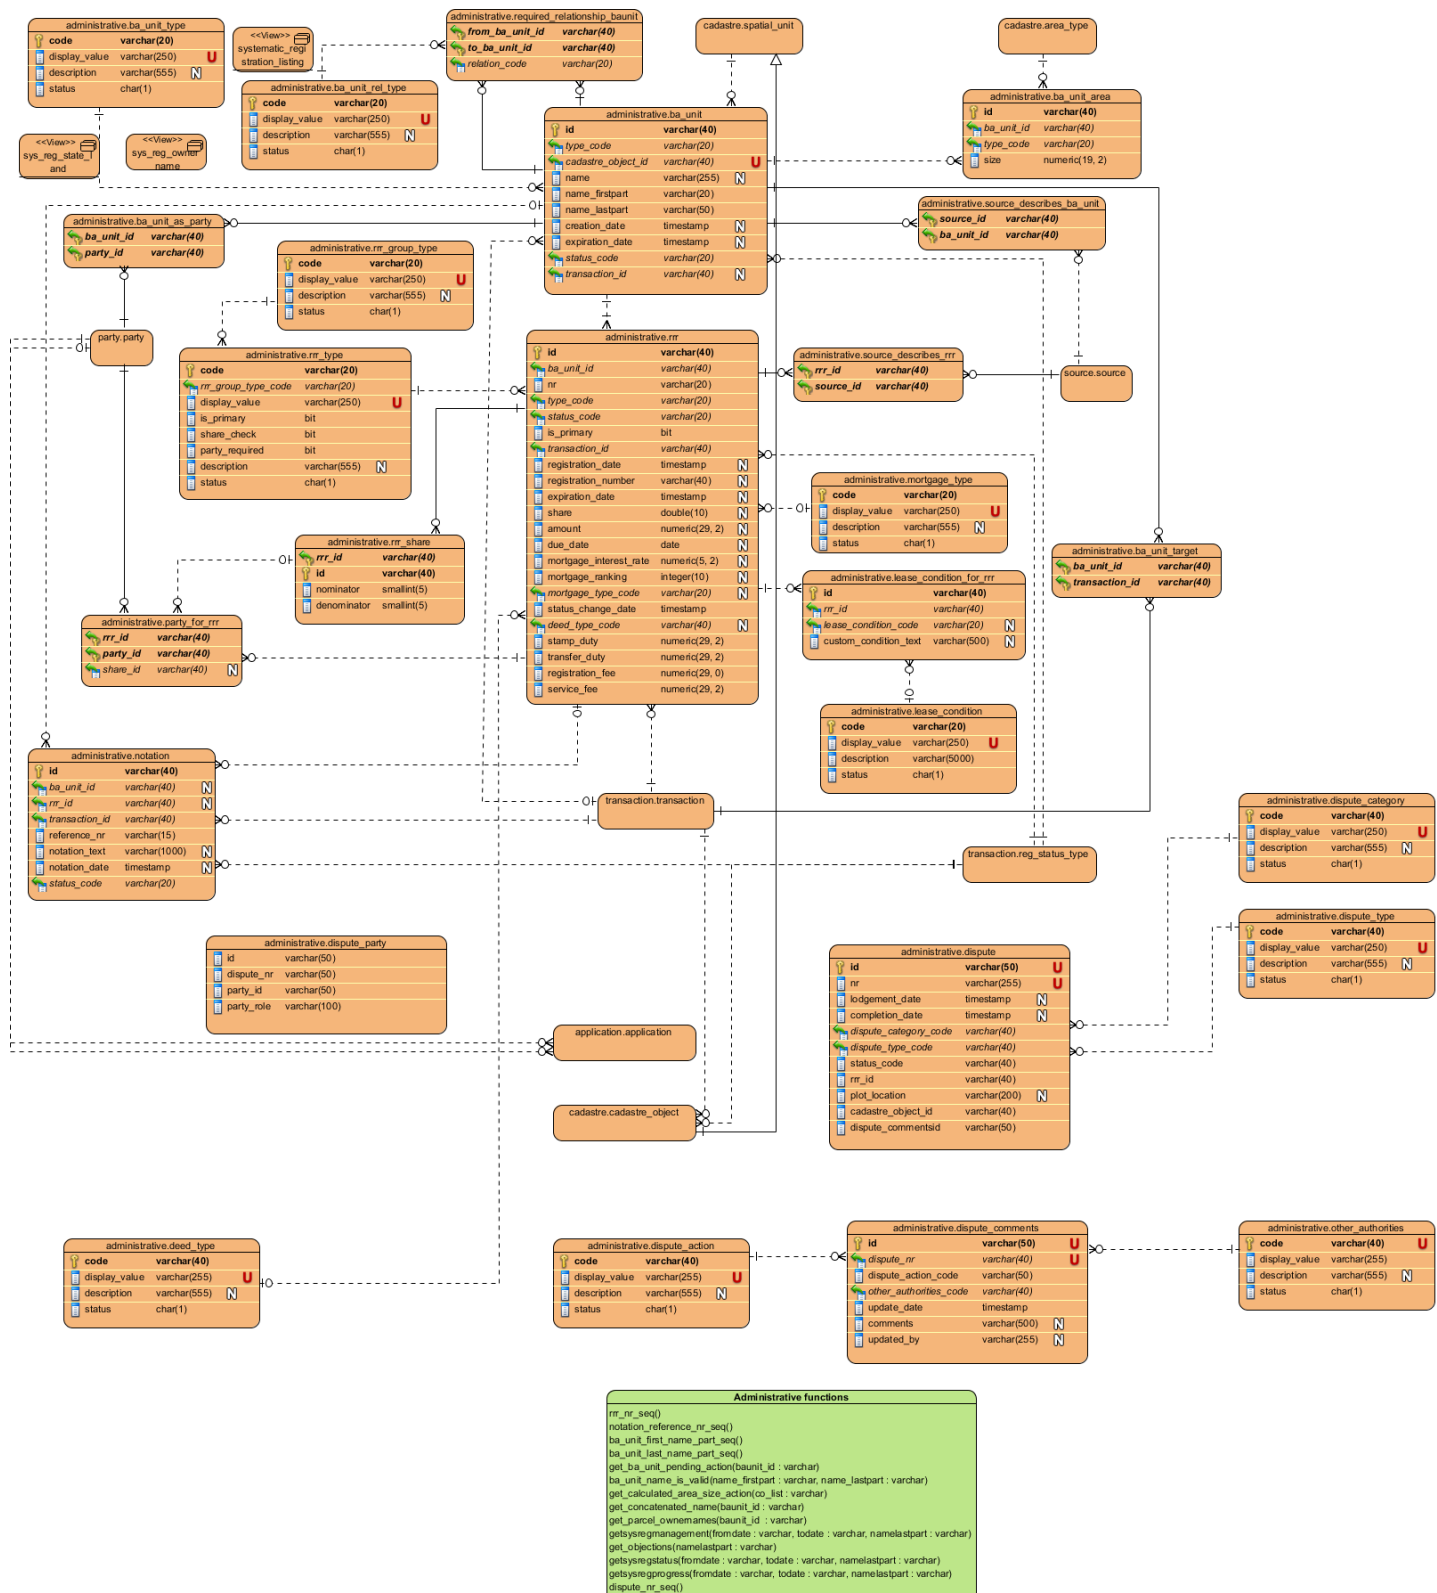 administrative.ba_unit_type
code varchar(20)
display_value varchar(250) U
description varchar(555) N
status char(1)
<<View>>
systematic_regi
stration_listing
administrative.required_relationship_baunit
from_ba_unit_id varchar(40)
to_ba_unit_id varchar(40)
relation_code varchar(20)
cadastre.spatial_unit
cadastre.area_type
administrative.ba_unit_rel_type
code varchar(20)
display_value varchar(250) U
description varchar(555) N
status char(1)
<<View>>
sys_reg_state_l
and
<<View>>
sys_reg_owner
name
administrative.ba_unit
id varchar(40)
type_code varchar(20)
cadastre_object_id varchar(40) U
name varchar(255) N
name_firstpart varchar(20)
name_lastpart varchar(50)
creation_date timestamp N
expiration_date timestamp N
status_code varchar(20)
transaction_id varchar(40) N
administrative.ba_unit_area
id varchar(40)
ba_unit_id varchar(40)
type_code varchar(20)
size numeric(19, 2)
administrative.source_describes_ba_unit
source_id varchar(40)
ba_unit_id varchar(40)
administrative.ba_unit_as_party
ba_unit_id varchar(40)
party_id varchar(40)
administrative.rrr_group_type
code varchar(20)
display_value varchar(250) U
description varchar(555) N
status char(1)
party.party
administrative.rrr_type
code varchar(20)
rrr_group_type_code varchar(20)
display_value varchar(250) U
is_primary bit
share_check bit
party_required bit
description varchar(555) N
status char(1)
administrative.rrr
id varchar(40)
ba_unit_id varchar(40)
nr varchar(20)
type_code varchar(20)
status_code varchar(20)
is_primary bit
transaction_id varchar(40)
registration_date timestamp N
registration_number varchar(40) N
expiration_date timestamp N
share double(10) N
amount numeric(29, 2) N
due_date date N
mortgage_interest_rate numeric(5, 2) N
mortgage_ranking integer(10) N
mortgage_type_code varchar(20) N
status_change_date timestamp
deed_type_code varchar(40) N
stamp_duty numeric(29, 2)
transfer_duty numeric(29, 2)
registration_fee numeric(29, 0)
service_fee numeric(29, 2)
administrative.source_describes_rrr
rrr_id varchar(40)
source_id varchar(40)
source.source
administrative.mortgage_type
code varchar(20)
display_value varchar(250) U
description varchar(555) N
status char(1)
administrative.rrr_share
rrr_id varchar(40)
id varchar(40)
nominator smallint(5)
denominator smallint(5)
administrative.ba_unit_target
ba_unit_id varchar(40)
transaction_id varchar(40)
administrative.lease_condition_for_rrr
id varchar(40)
rrr_id varchar(40)
lease_condition_code varchar(20) N
custom_condition_text varchar(500) N
administrative.party_for_rrr
rrr_id varchar(40)
party_id varchar(40)
share_id varchar(40) N
administrative.lease_condition
code varchar(20)
display_value varchar(250) U
description varchar(5000)
status char(1)
administrative.notation
id varchar(40)
ba_unit_id varchar(40) N
rrr_id varchar(40) N
transaction_id varchar(40)
reference_nr varchar(15)
notation_text varchar(1000) N
notation_date timestamp N
status_code varchar(20)
transaction.transaction
transaction.reg_status_type
administrative.dispute_category
code varchar(40)
display_value varchar(250) U
description varchar(555) N
status char(1)
administrative.dispute_type
code varchar(40)
display_value varchar(250) U
description varchar(555) N
status char(1)
administrative.dispute_party
id varchar(50)
dispute_nr varchar(50)
party_id varchar(50)
party_role varchar(100)
administrative.dispute
id varchar(50) U
nr varchar(255) U
lodgement_date timestamp N
completion_date timestamp N
dispute_category_code varchar(40)
dispute_type_code varchar(40)
status_code varchar(40)
rrr_id varchar(40)
plot_location varchar(200) N
cadastre_object_id varchar(40)
dispute_commentsid varchar(50)
application.application
cadastre.cadastre_object
administrative.deed_type
code varchar(40)
display_value varchar(255) U
description varchar(555) N
status char(1)
administrative.dispute_action
code varchar(40)
display_value varchar(255) U
description varchar(555) N
status char(1)
administrative.dispute_comments
id varchar(50) U
dispute_nr varchar(40) U
dispute_action_code varchar(50)
other_authorities_code varchar(40)
update_date timestamp
comments varchar(500) N
updated_by varchar(255) N
administrative.other_authorities
code varchar(40) U
display_value varchar(255)
description varchar(555) N
status char(1)
Administrative functions
rrr_nr_seq()
notation_reference_nr_seq()
ba_unit_first_name_part_seq()
ba_unit_last_name_part_seq()
get_ba_unit_pending_action(baunit_id : varchar)
ba_unit_name_is_valid(name_firstpart : varchar, name_lastpart : varchar)
get_calculated_area_size_action(co_list : varchar)
get_concatenated_name(baunit_id : varchar)
get_parcel_ownernames(baunit_id : varchar)
getsysregmanagement(fromdate : varchar, todate : varchar, namelastpart : varchar)
get_objections(namelastpart : varchar)
getsysregstatus(fromdate : varchar, todate : varchar, namelastpart : varchar)
getsysregprogress(fromdate : varchar, todate : varchar, namelastpart : varchar)
dispute_nr_seq()